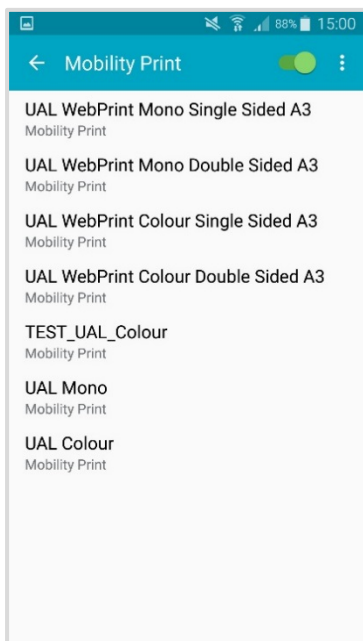 88% 15:00
Mobility Print
UAL WebPrint Mono Single Sided A3
Mobility Print
UAL WebPrint Mono Double Sided A3
Mobility Print
UAL WebPrint Colour Single Sided A3
Mobility Print
UAL WebPrint Colour Double Sided A3
Mobility Print
TEST_UAL_Colour
Mobility Print
UAL Mono
Mobility Print
UAL Colour
Mobility Print